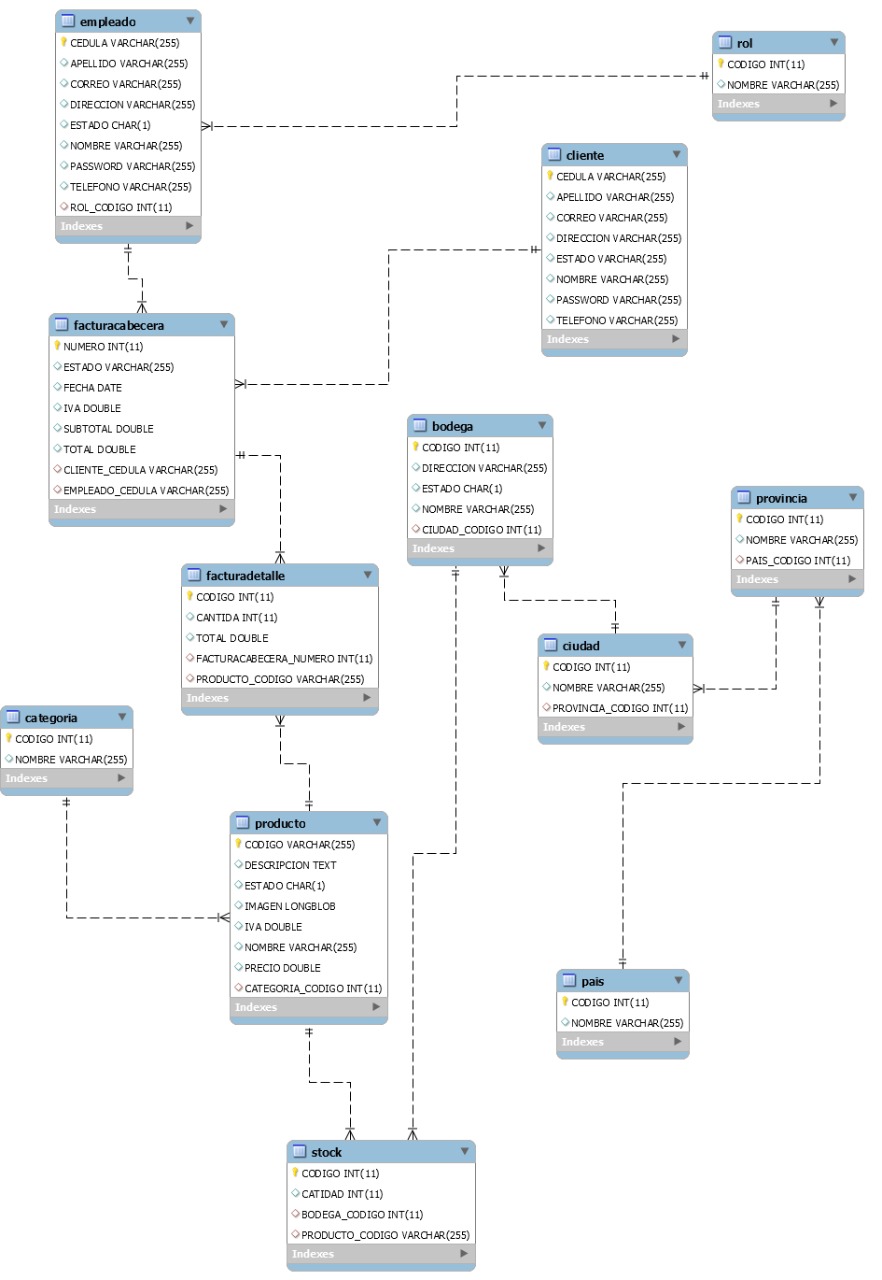 empleado
CEDULA VARCHAR(255)
APELLIDO VARCHAR(255)
CORREO VARCHAR(255)
DIRECCION VARCHAR(255)
ESTADO CHAR(1)
NOMBRE VARCHAR(255)
PASSWORD VARCHAR(255)
TELEFONO VARCHAR(255)
ROL_CODIGO INT(11)
Indexes
rol
CODIGO INT(11)
NOMBRE VARCHAR(255)
Indexes
cliente
CEDULA VARCHAR(255)
APELLIDO VARCHAR(255)
CORREO VARCHAR(255)
DIRECCION VARCHAR(255)
ESTADO VARCHAR(255)
NOMBRE VARCHAR(255)
PASSWORD VARCHAR(255)
TELEFONO VARCHAR(255)
Indexes
facturacabecera
NUMERO INT(11)
ESTADO VARCHAR(255)
FECHA DATE
IVA DOUBLE
SUBTOTAL DOUBLE
TOTAL DOUBLE
CLIENTE_CEDULA VARCHAR(255)
EMPLEADO_CEDULA VARCHAR(255)
Indexes
bodega
CODIGO INT(11)
DIRECCION VARCHAR(255)
ESTADO CHAR(1)
NOMBRE VARCHAR(255)
CIUDAD_CODIGO INT(11)
Indexes
provincia
CODIGO INT(11)
NOMBRE VARCHAR(255)
PAIS_CODIGO INT(11)
Indexes
facturadetalle
CODIGO INT(11)
CANTIDA INT(11)
TOTAL DOUBLE
FACTURACABECERA_NUMERO INT(11)
PRODUCTO_CODIGO VARCHAR(255)
Indexes
ciudad
CODIGO INT(11)
NOMBRE VARCHAR(255)
PROVINCIA_CODIGO INT(11)
Indexes
categoria
CODIGO INT(11)
NOMBRE VARCHAR(255)
Indexes
producto
CODIGO VARCHAR(255)
DESCRIPCION TEXT
ESTADO CHAR(1)
IMAGEN LONGBLOB
IVA DOUBLE
NOMBRE VARCHAR(255)
PRECIO DOUBLE
CATEGORIA_CODIGO INT(11)
Indexes
pais
CODIGO INT(11)
NOMBRE VARCHAR(255)
Indexes
stock
CODIGO INT(11)
CATIDAD INT(11)
BODEGA_CODIGO INT(11)
PRODUCTO_CODIGO VARCHAR(255)
Indexes